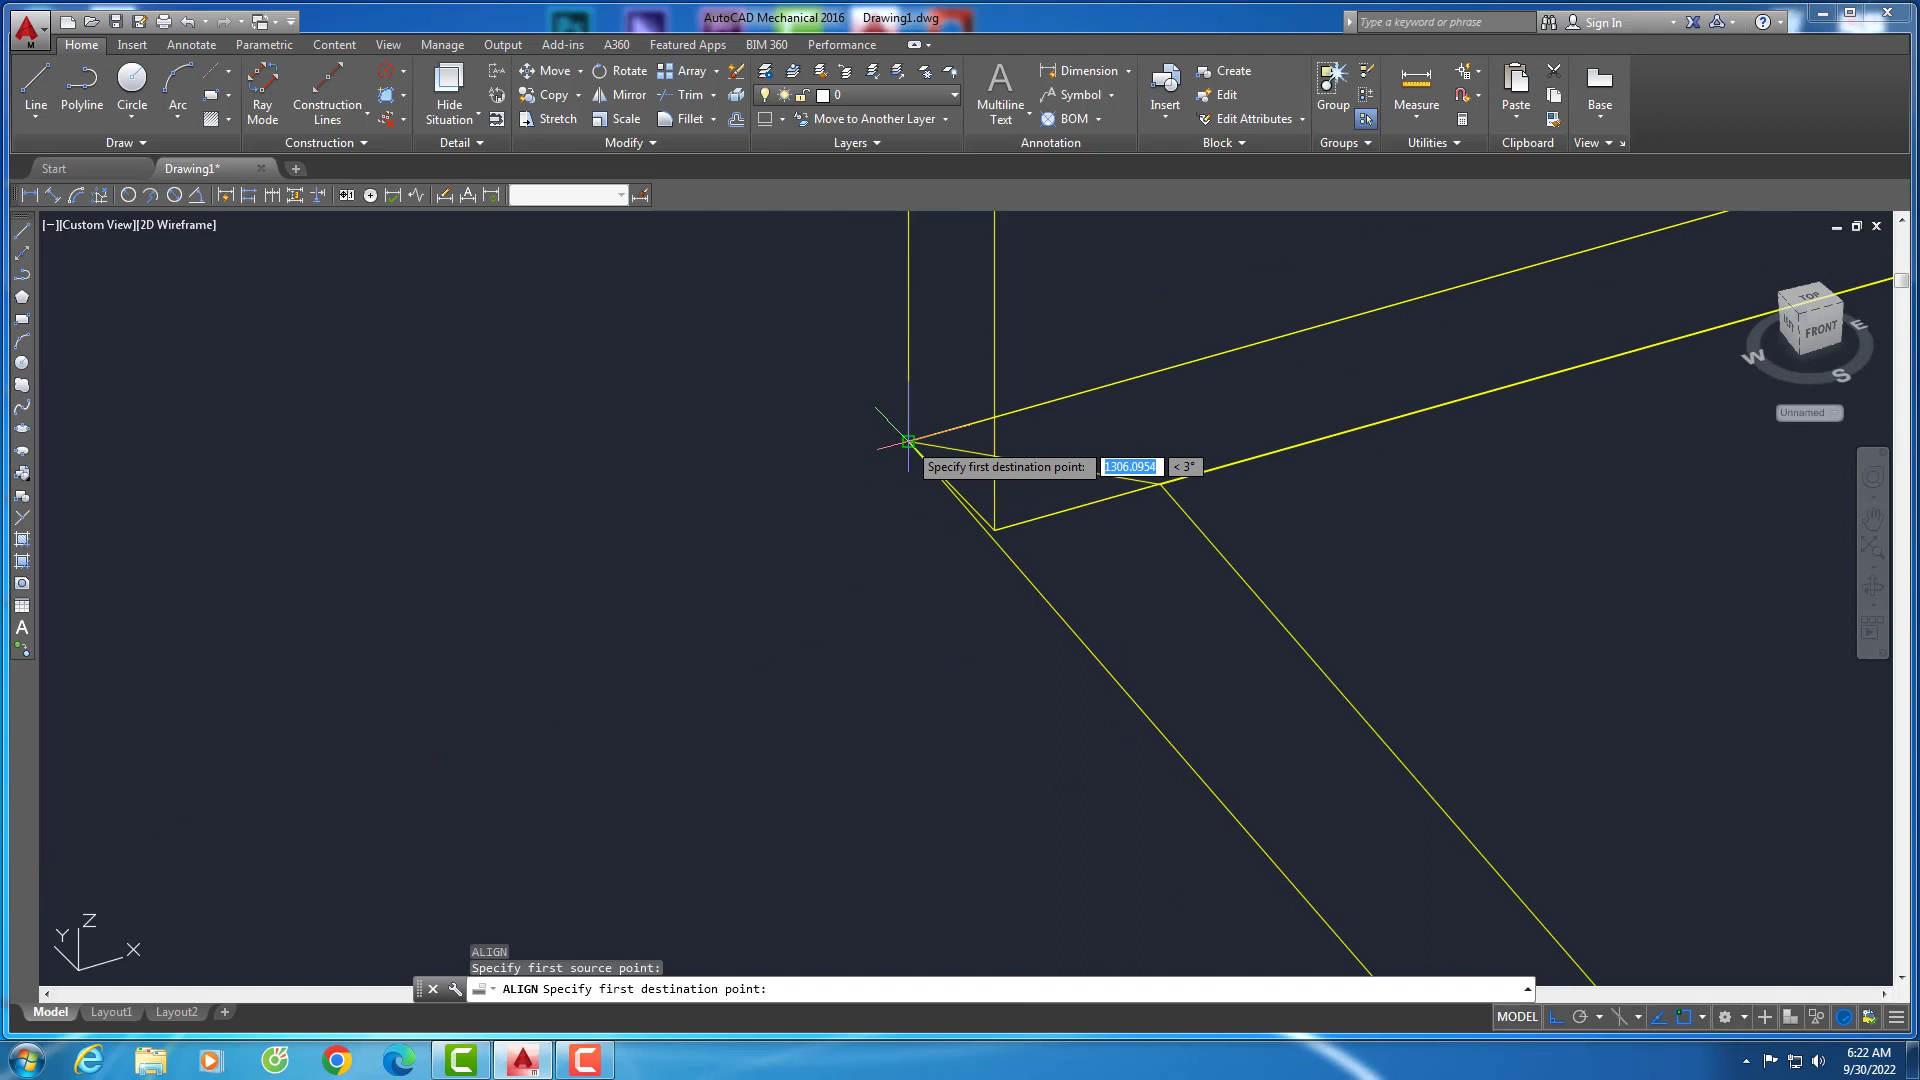 AutoCAD Mechanical 2016 Drawing1.dwg
Type a keyword or phrase
Sign In
M
Home Insert Annotate Parametric Content View Manage Output Add-ins A360 Featured Apps BIM 360 Performance
Line Polyline Circle Arc
Ray Mode
Construction Lines
Hide Situation
Move Rotate Array
Copy Mirror Trim
Stretch Scale Fillet
0
Move to Another Layer
Multiline Text
Dimension
Symbol
BOM
Insert
Create
Edit
Edit Attributes
Group
Measure
Paste
Base
Draw Construction Detail Modify Layers Annotation Block Groups Utilities Clipboard View
Start Drawing1*
[−][Custom View][2D Wireframe]
TOP
FRONT
W
E
S
Unnamed
Specify first destination point: 1306.0954 < 3°
A
Z
Y
X
ALIGN
Specify first source point:
ALIGN Specify first destination point:
Model Layout1 Layout2
MODEL
6:22 AM
9/30/2022